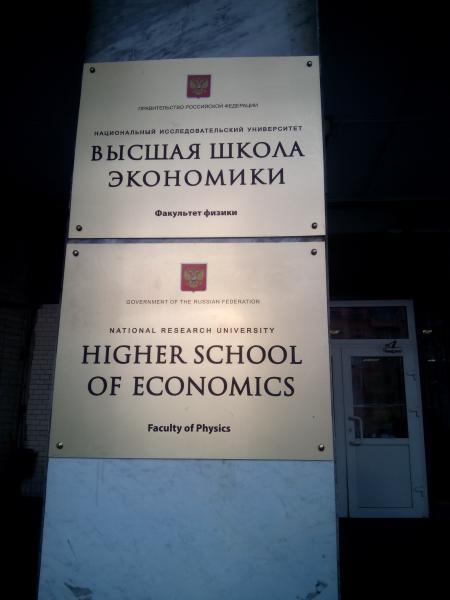 ПРАВИТЕЛЬСТВО РОССИЙСКОЙ ФЕДЕРАЦИИ
НАЦИОНАЛЬНЫЙ ИССЛЕДОВАТЕЛЬСКИЙ УНИВЕРСИТЕТ
ВЫСШАЯ ШКОЛА
ЭКОНОМИКИ
Факультет физики
GOVERNMENT OF THE RUSSIAN FEDERATION
NATIONAL RESEARCH UNIVERSITY
HIGHER SCHOOL
OF ECONOMICS
Faculty of Physics